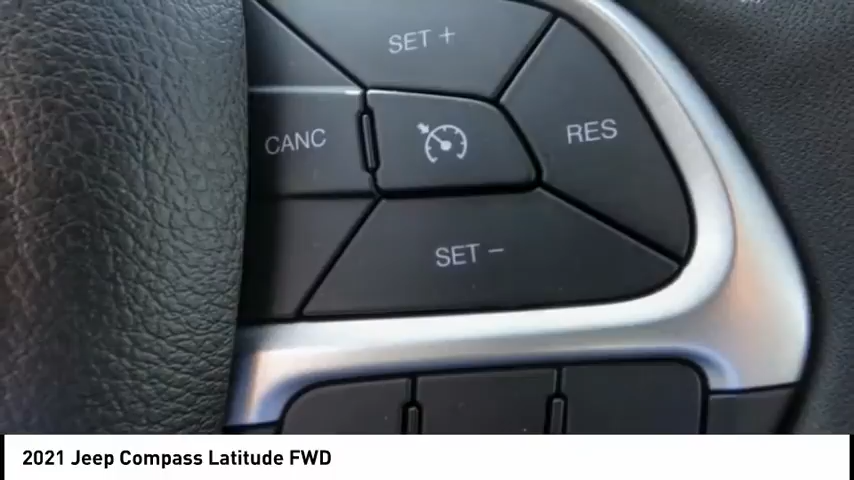 SET +
CANC
RES
SET −
2021 Jeep Compass Latitude FWD